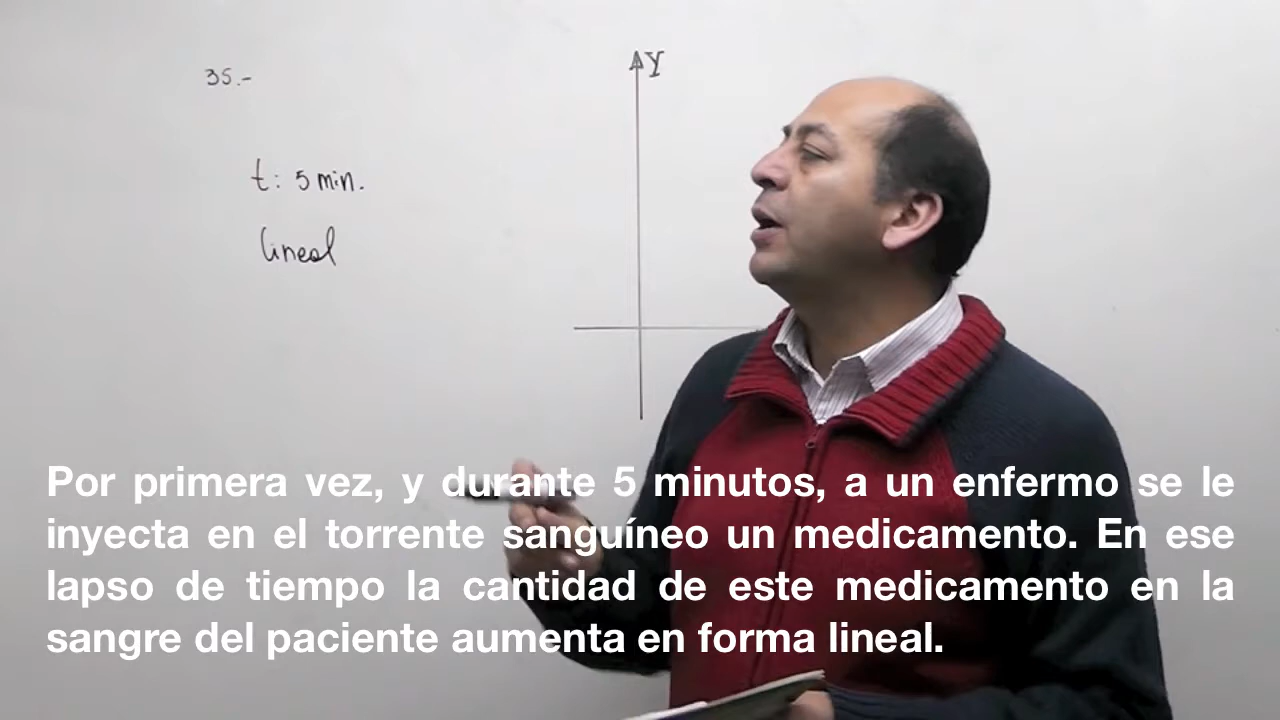 35.-
Y
t: 5 min.
lineal
Por primera vez, y durante 5 minutos, a un enfermo se le
inyecta en el torrente sanguíneo un medicamento. En ese
lapso de tiempo la cantidad de este medicamento en la
sangre del paciente aumenta en forma lineal.